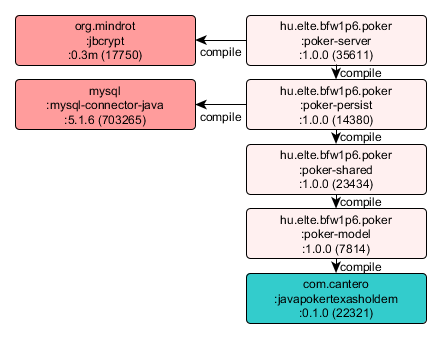 org.mindrot
:jbcrypt
:0.3m (17750)
compile
hu.elte.bfw1p6.poker
:poker-server
:1.0.0 (35611)
compile
mysql
:mysql-connector-java
:5.1.6 (703265)
compile
hu.elte.bfw1p6.poker
:poker-persist
:1.0.0 (14380)
compile
hu.elte.bfw1p6.poker
:poker-shared
:1.0.0 (23434)
compile
hu.elte.bfw1p6.poker
:poker-model
:1.0.0 (7814)
compile
com.cantero
:javapokertexasholdem
:0.1.0 (22321)